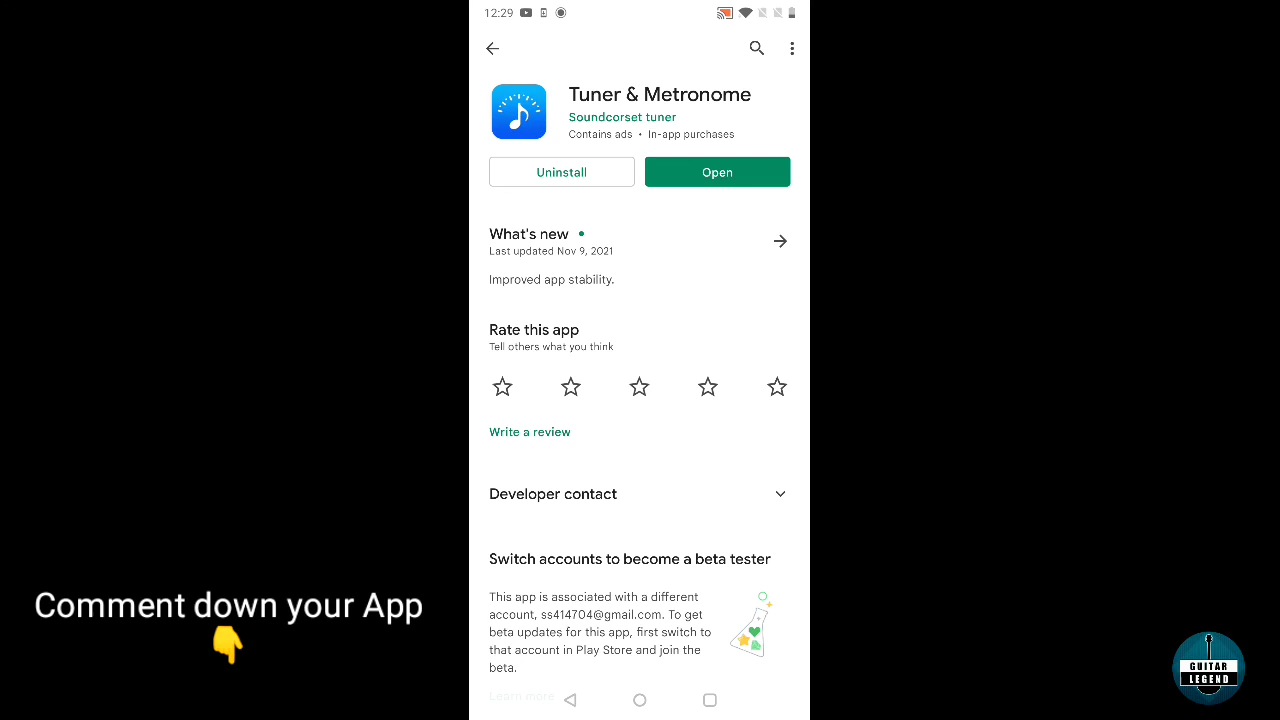 12:29
Tuner & Metronome
Soundcorset tuner
Contains ads • In-app purchases
Uninstall
Open
What's new
Last updated Nov 9, 2021
Improved app stability.
Rate this app
Tell others what you think
Write a review
Developer contact
Switch accounts to become a beta tester
This app is associated with a different
account, ss414704@gmail.com. To get
beta updates for this app, first switch to
that account in Play Store and join the
beta.
Learn more
Comment down your App
GUITAR
LEGEND